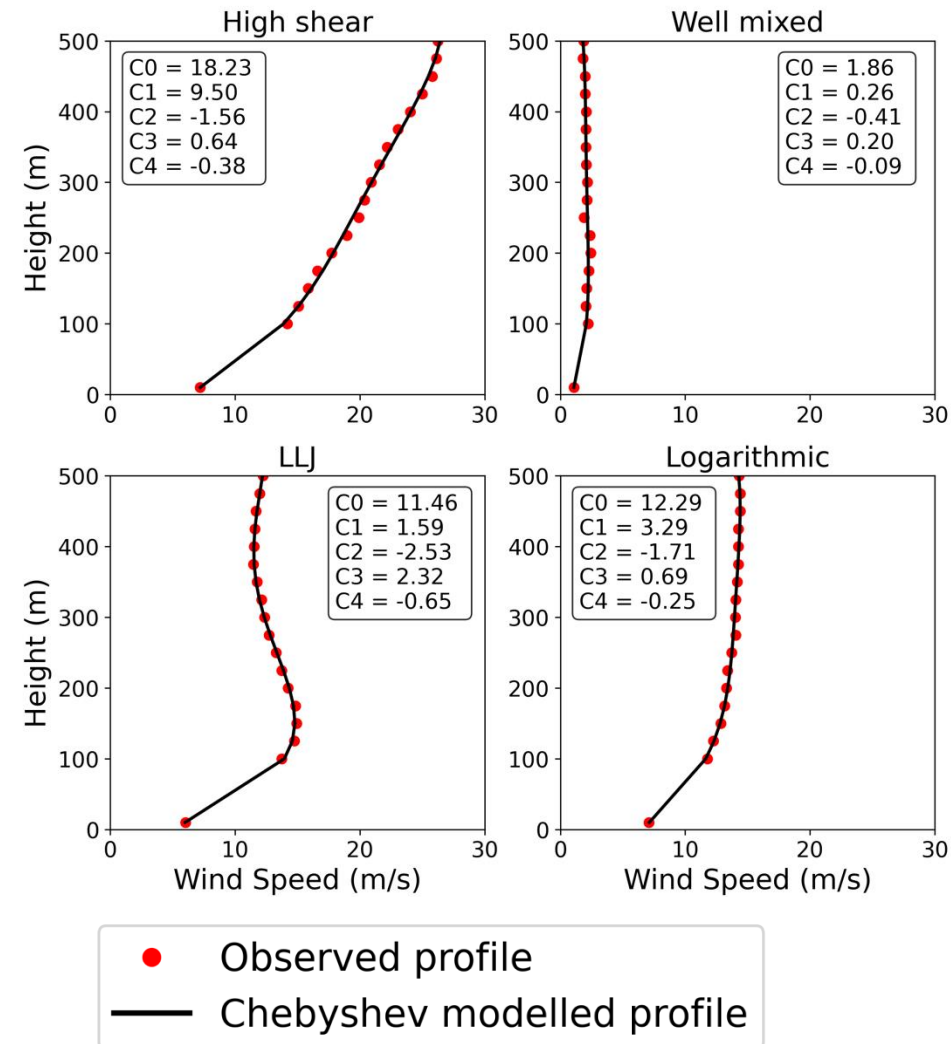 High shear
Well mixed
500
400
300
200
100
0
Height (m)
C0 = 18.23
C1 = 9.50
C2 = -1.56
C3 = 0.64
C4 = -0.38
0 10 20 30
500
400
300
200
100
0
C0 = 1.86
C1 = 0.26
C2 = -0.41
C3 = 0.20
C4 = -0.09
0 10 20 30
LLJ
Logarithmic
500
400
300
200
100
0
Height (m)
C0 = 11.46
C1 = 1.59
C2 = -2.53
C3 = 2.32
C4 = -0.65
0 10 20 30
Wind Speed (m/s)
500
400
300
200
100
0
C0 = 12.29
C1 = 3.29
C2 = -1.71
C3 = 0.69
C4 = -0.25
0 10 20 30
Wind Speed (m/s)
Observed profile
Chebyshev modelled profile